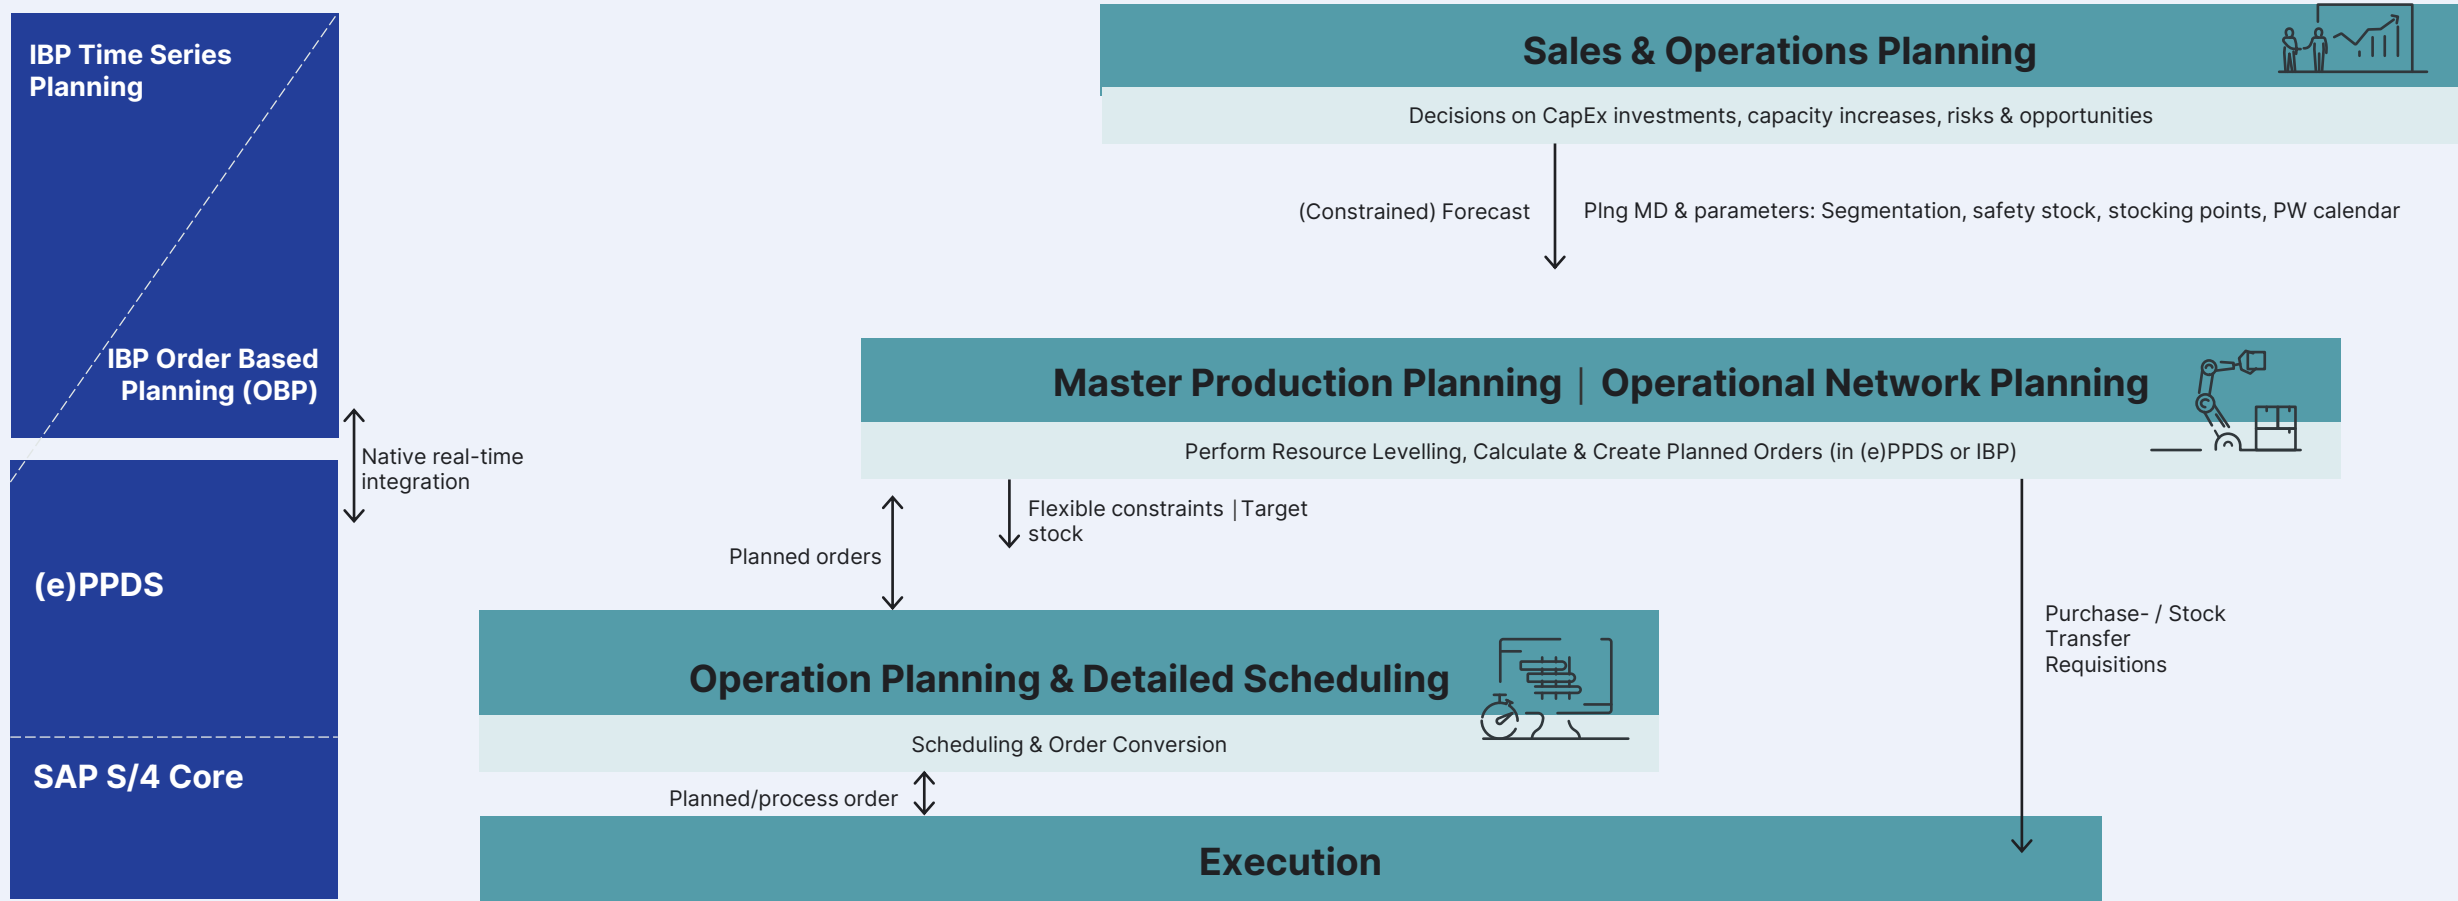 IBP Time Series
Planning
IBP Order Based
Planning (OBP)
Native real-time
integration
(e)PPDS
SAP S/4 Core
Sales & Operations Planning
Decisions on CapEx investments, capacity increases, risks & opportunities
(Constrained) Forecast
Plng MD & parameters: Segmentation, safety stock, stocking points, PW calendar
Master Production Planning | Operational Network Planning
Perform Resource Levelling, Calculate & Create Planned Orders (in (e)PPDS or IBP)
Flexible constraints |Target
stock
Planned orders
Purchase- / Stock
Transfer
Requisitions
Operation Planning & Detailed Scheduling
Scheduling & Order Conversion
Planned/process order
Execution